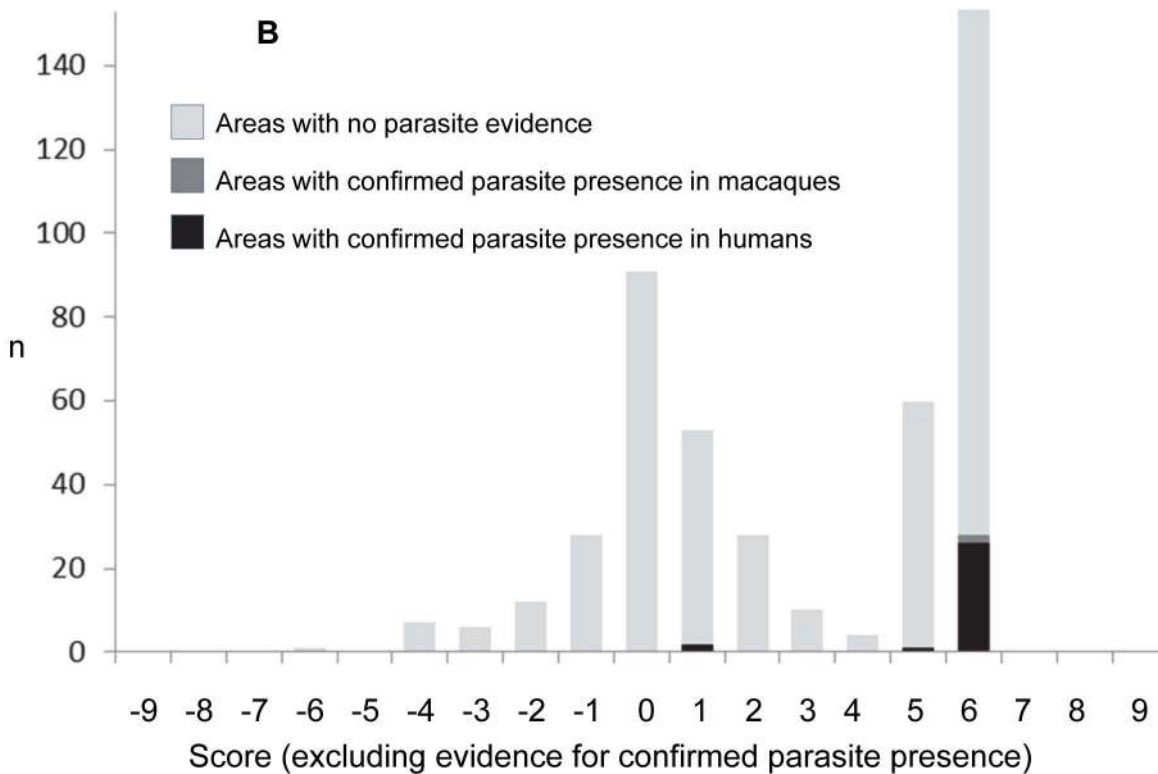 B
140
120
100
80
60
40
20
0
n
Areas with no parasite evidence
Areas with confirmed parasite presence in macaques
Areas with confirmed parasite presence in humans
-9 -8 -7 -6 -5 -4 -3 -2 -1 0 1 2 3 4 5 6 7 8 9
Score (excluding evidence for confirmed parasite presence)